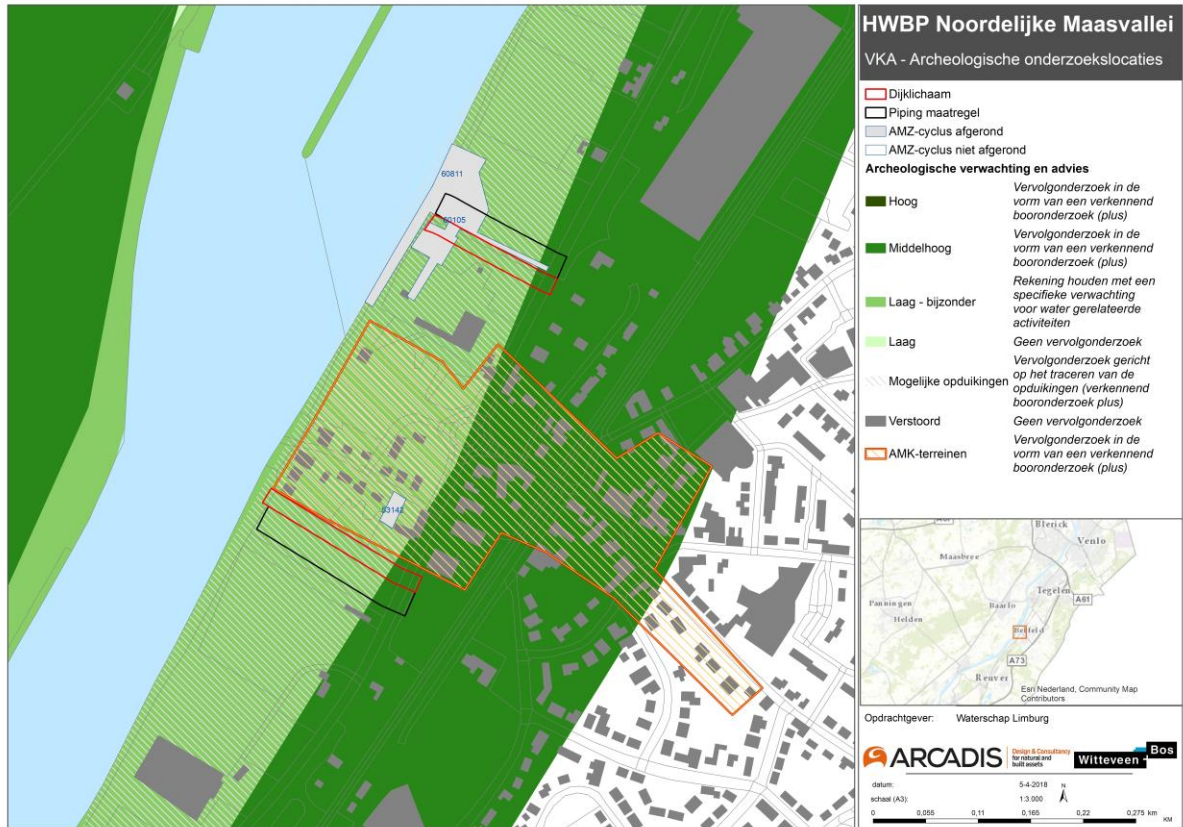 HWBP Noordelijke Maasvallei
VKA - Archeologische onderzoekslocaties
Dijklichaam
Piping maatregel
AMZ-cyclus afgerond
AMZ-cyclus niet afgerond
Archeologische verwachting en advies
Hoog
Vervolgonderzoek in de
vorm van een verkennend
booronderzoek (plus)
Middelhoog
Vervolgonderzoek in de
vorm van een verkennend
booronderzoek (plus)
Laag - bijzonder
Rekening houden met een
specifieke verwachting
voor water gerelateerde
activiteiten
Laag
Geen vervolgonderzoek
Mogelijke opduikingen
Vervolgonderzoek gericht
op het traceren van de
opduikingen (verkennend
booronderzoek plus)
Verstoord
Geen vervolgonderzoek
AMK-terreinen
Vervolgonderzoek in de
vorm van een verkennend
booronderzoek (plus)
60811
60105
53142
Blerick
Venlo
Maasbree
Tegelen
A61
Panningen
Baarlo
Helden
Belfeld
A73
Reuver
Esri Nederland, Community Map
Contributors
Opdrachtgever: Waterschap Limburg
ARCADIS
Design & Consultancy
for natural and
built assets
Witteveen + Bos
datum: 5-4-2018
N
schaal (A3): 1:3.000
0 0,055 0,11 0,165 0,22 0,275 km
KM